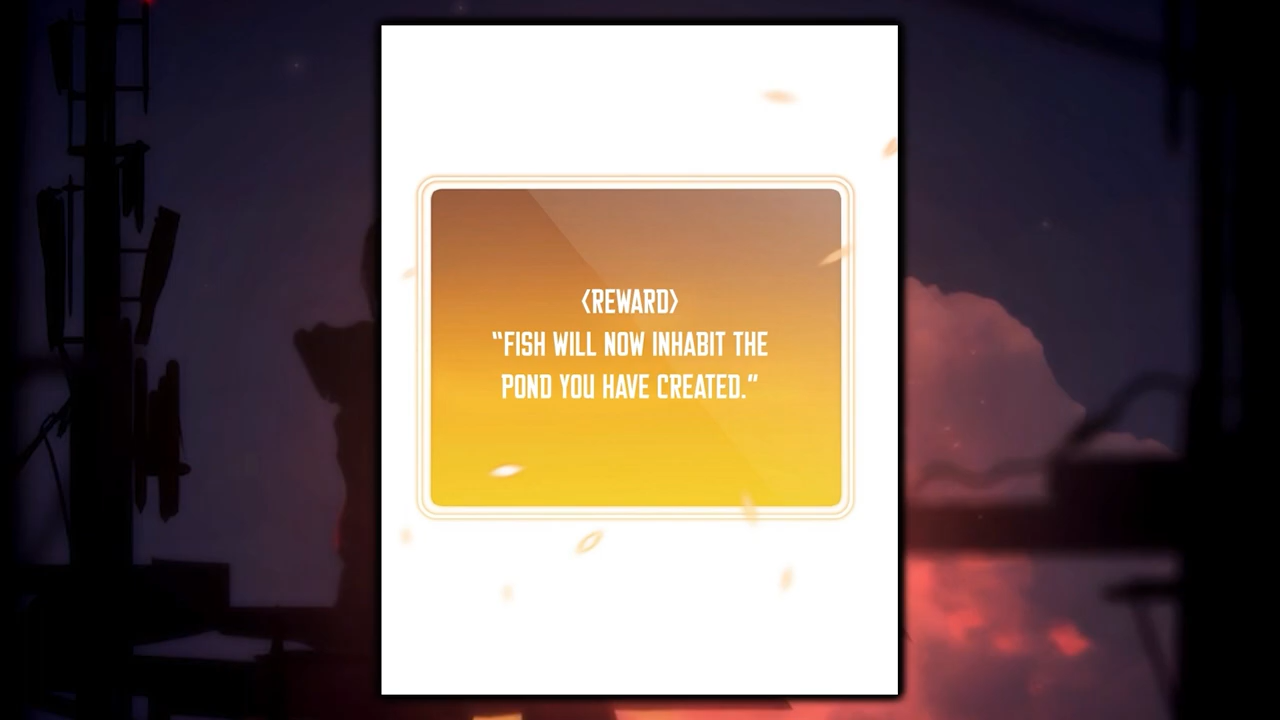 <REWARD>
“FISH WILL NOW INHABIT THE
POND YOU HAVE CREATED.”